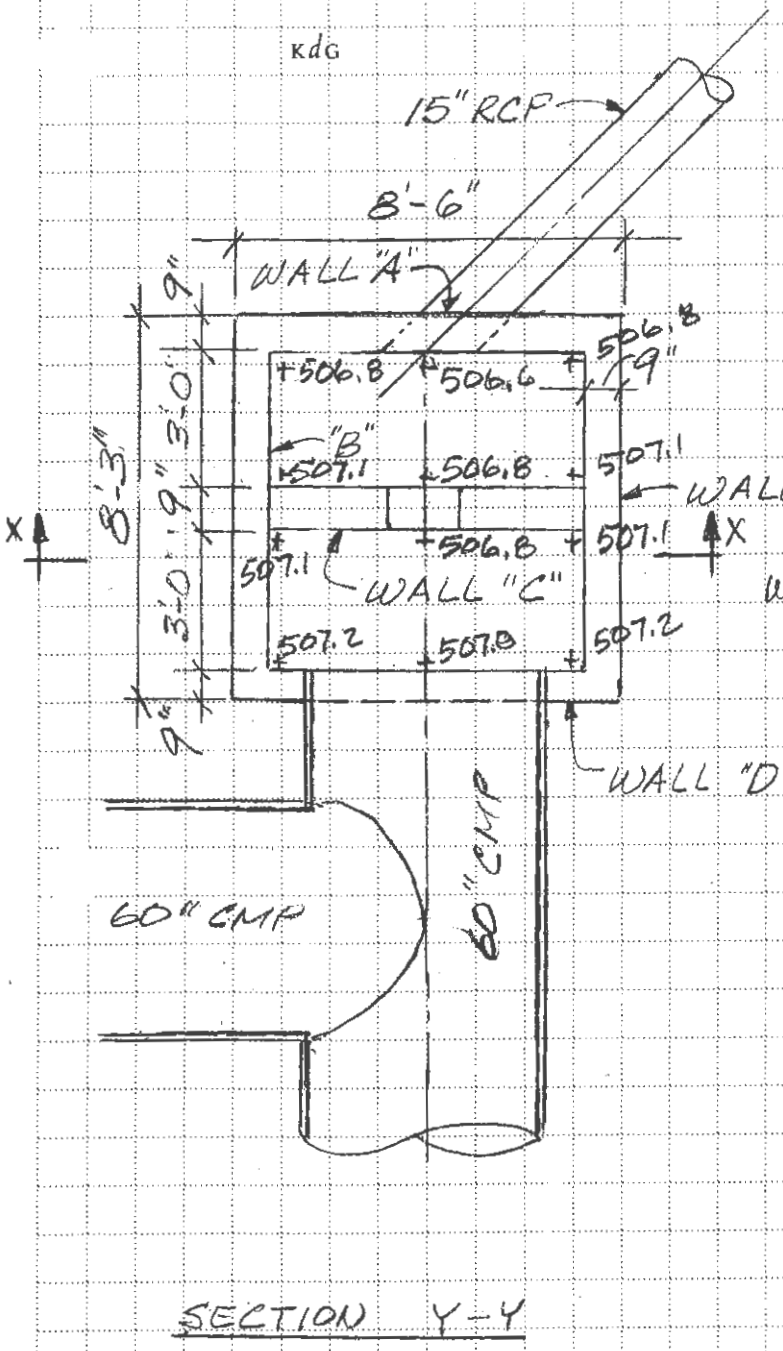 KdG
15" RCP
8'-6"
WALL "A"
9"
506.8
+506.8
506.6
9"
3'-0"
"B"
507.1
506.8
507.1
8'-3"
9"
WALL
X
X
507.1
506.8
507.1
WALL "C"
3'-0"
507.2
507.2
9"
WALL "D
60" CMP
60" CMP
SECTION Y-Y